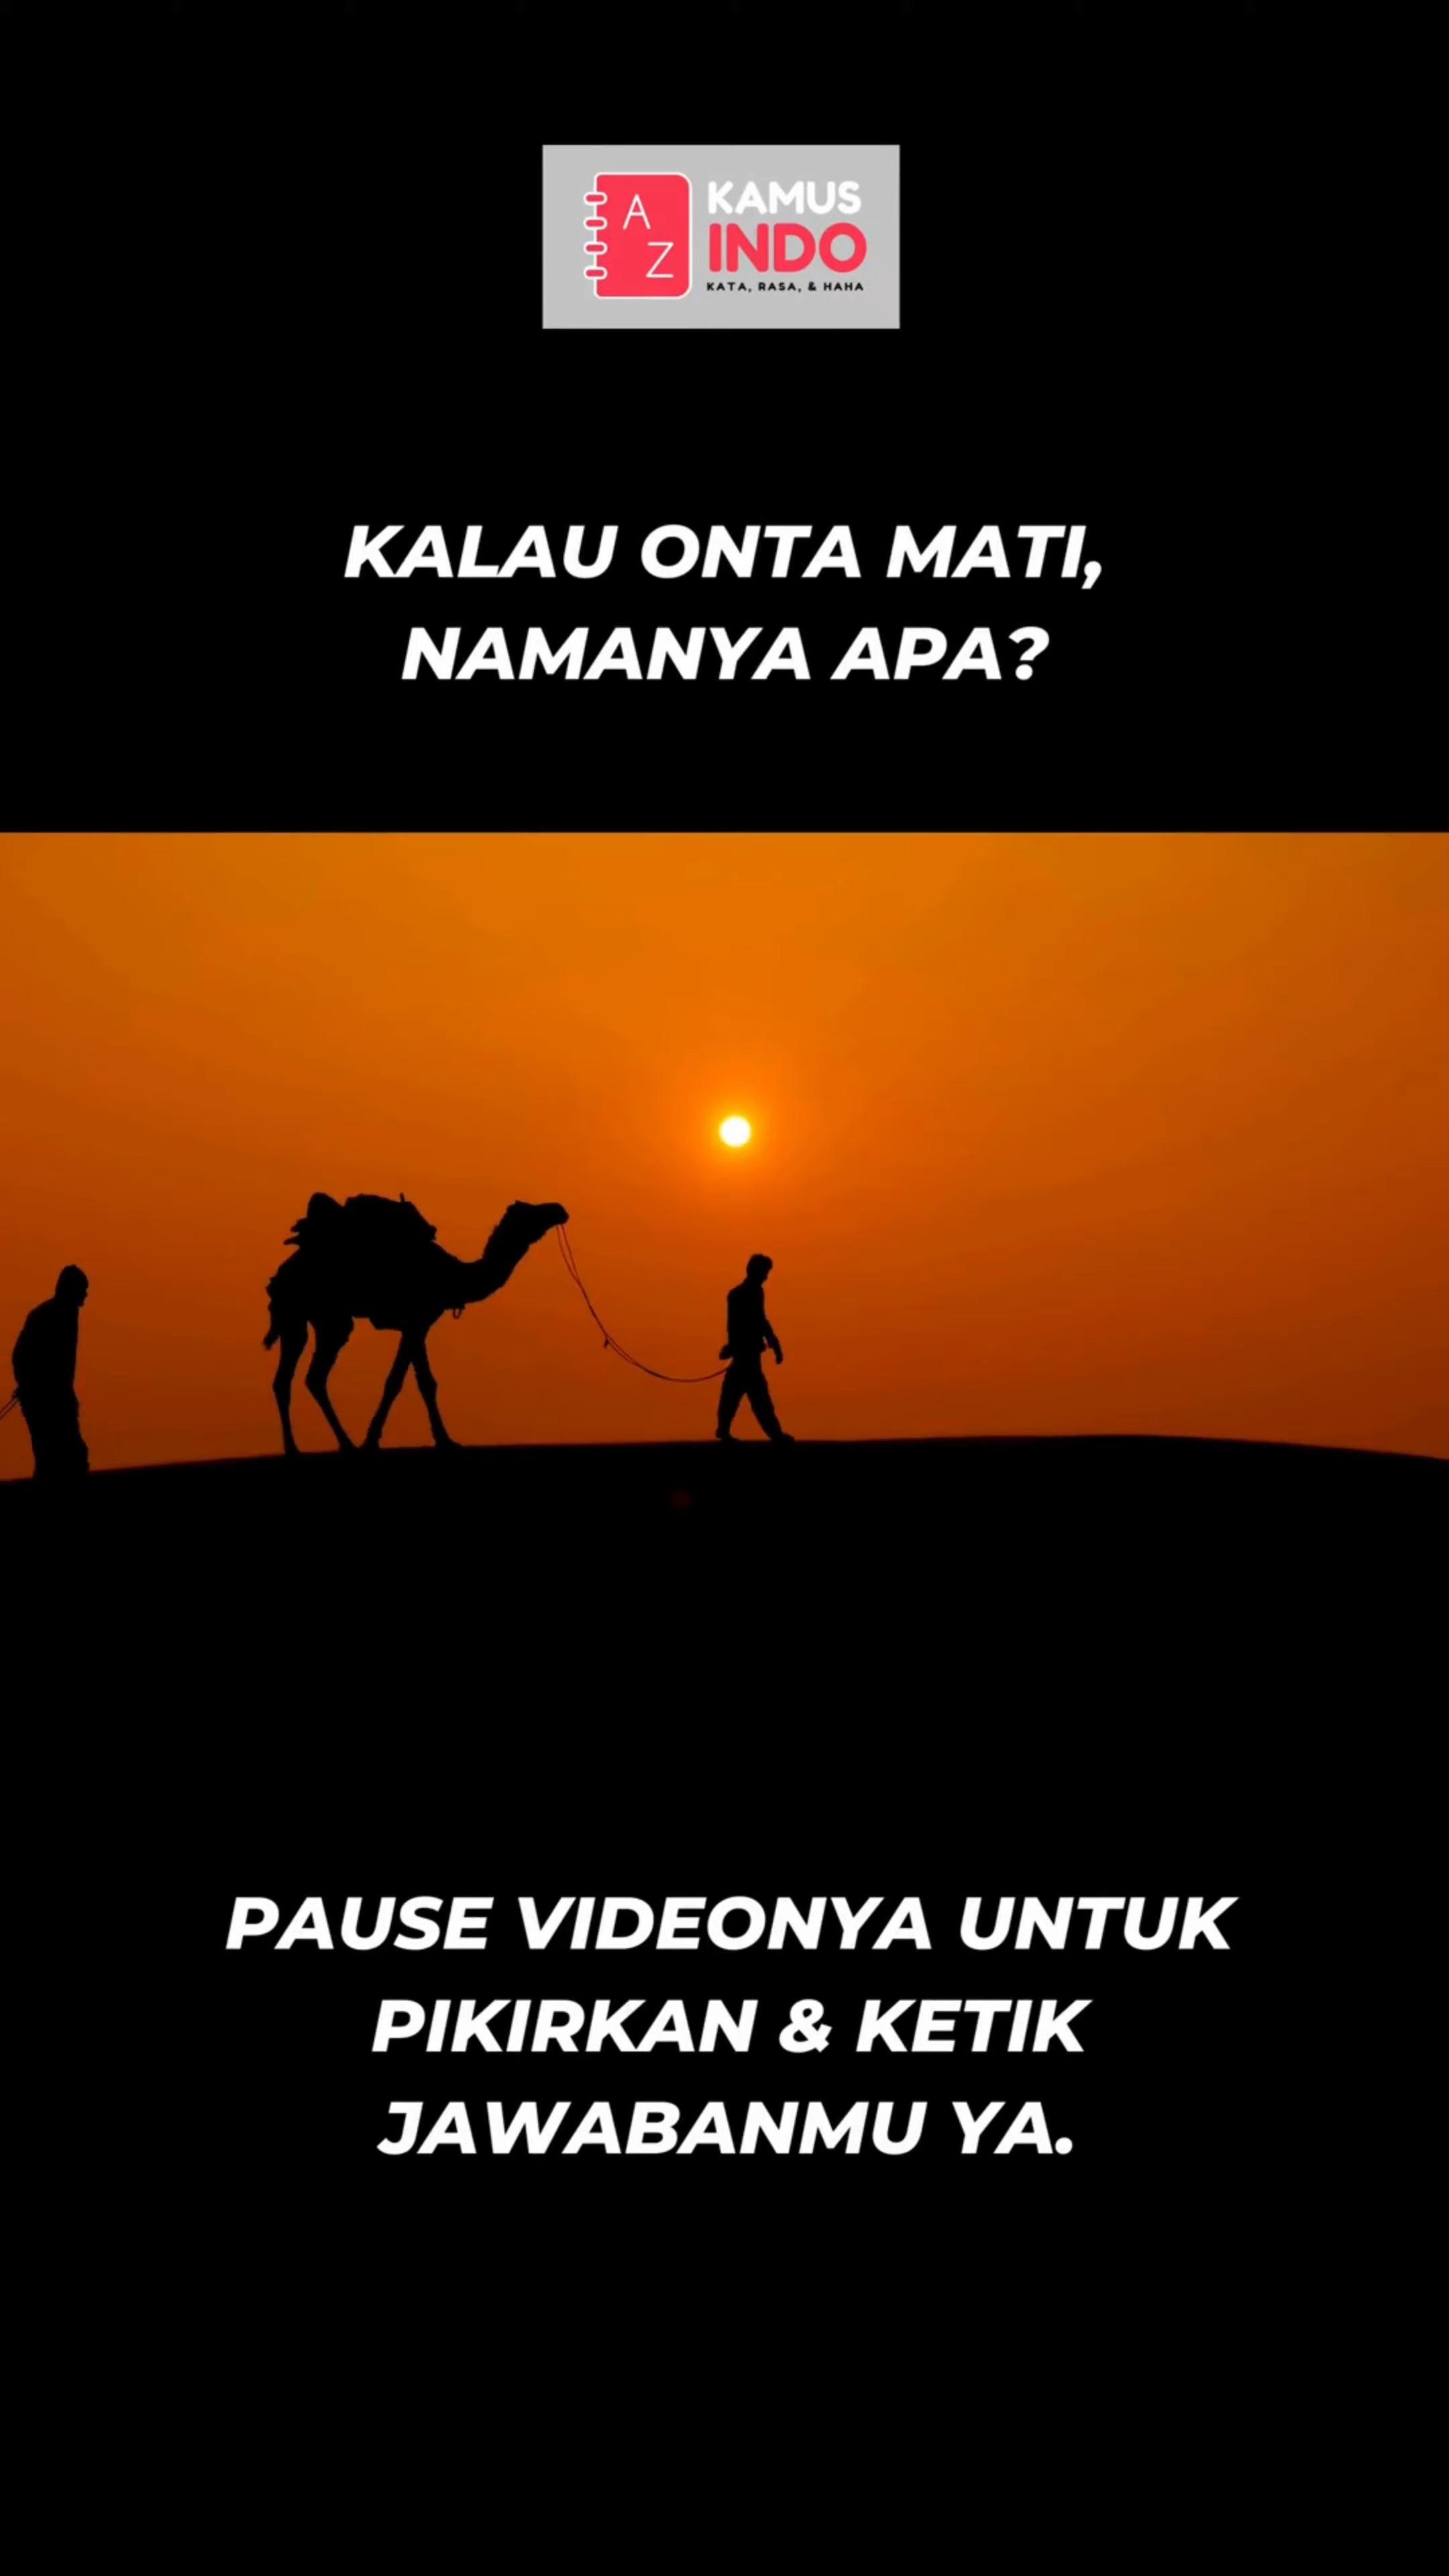 A
Z
KAMUS
INDO
KATA, RASA, & HAHA
KALAU ONTA MATI,
NAMANYA APA?
PAUSE VIDEONYA UNTUK
PIKIRKAN & KETIK
JAWABANMU YA.